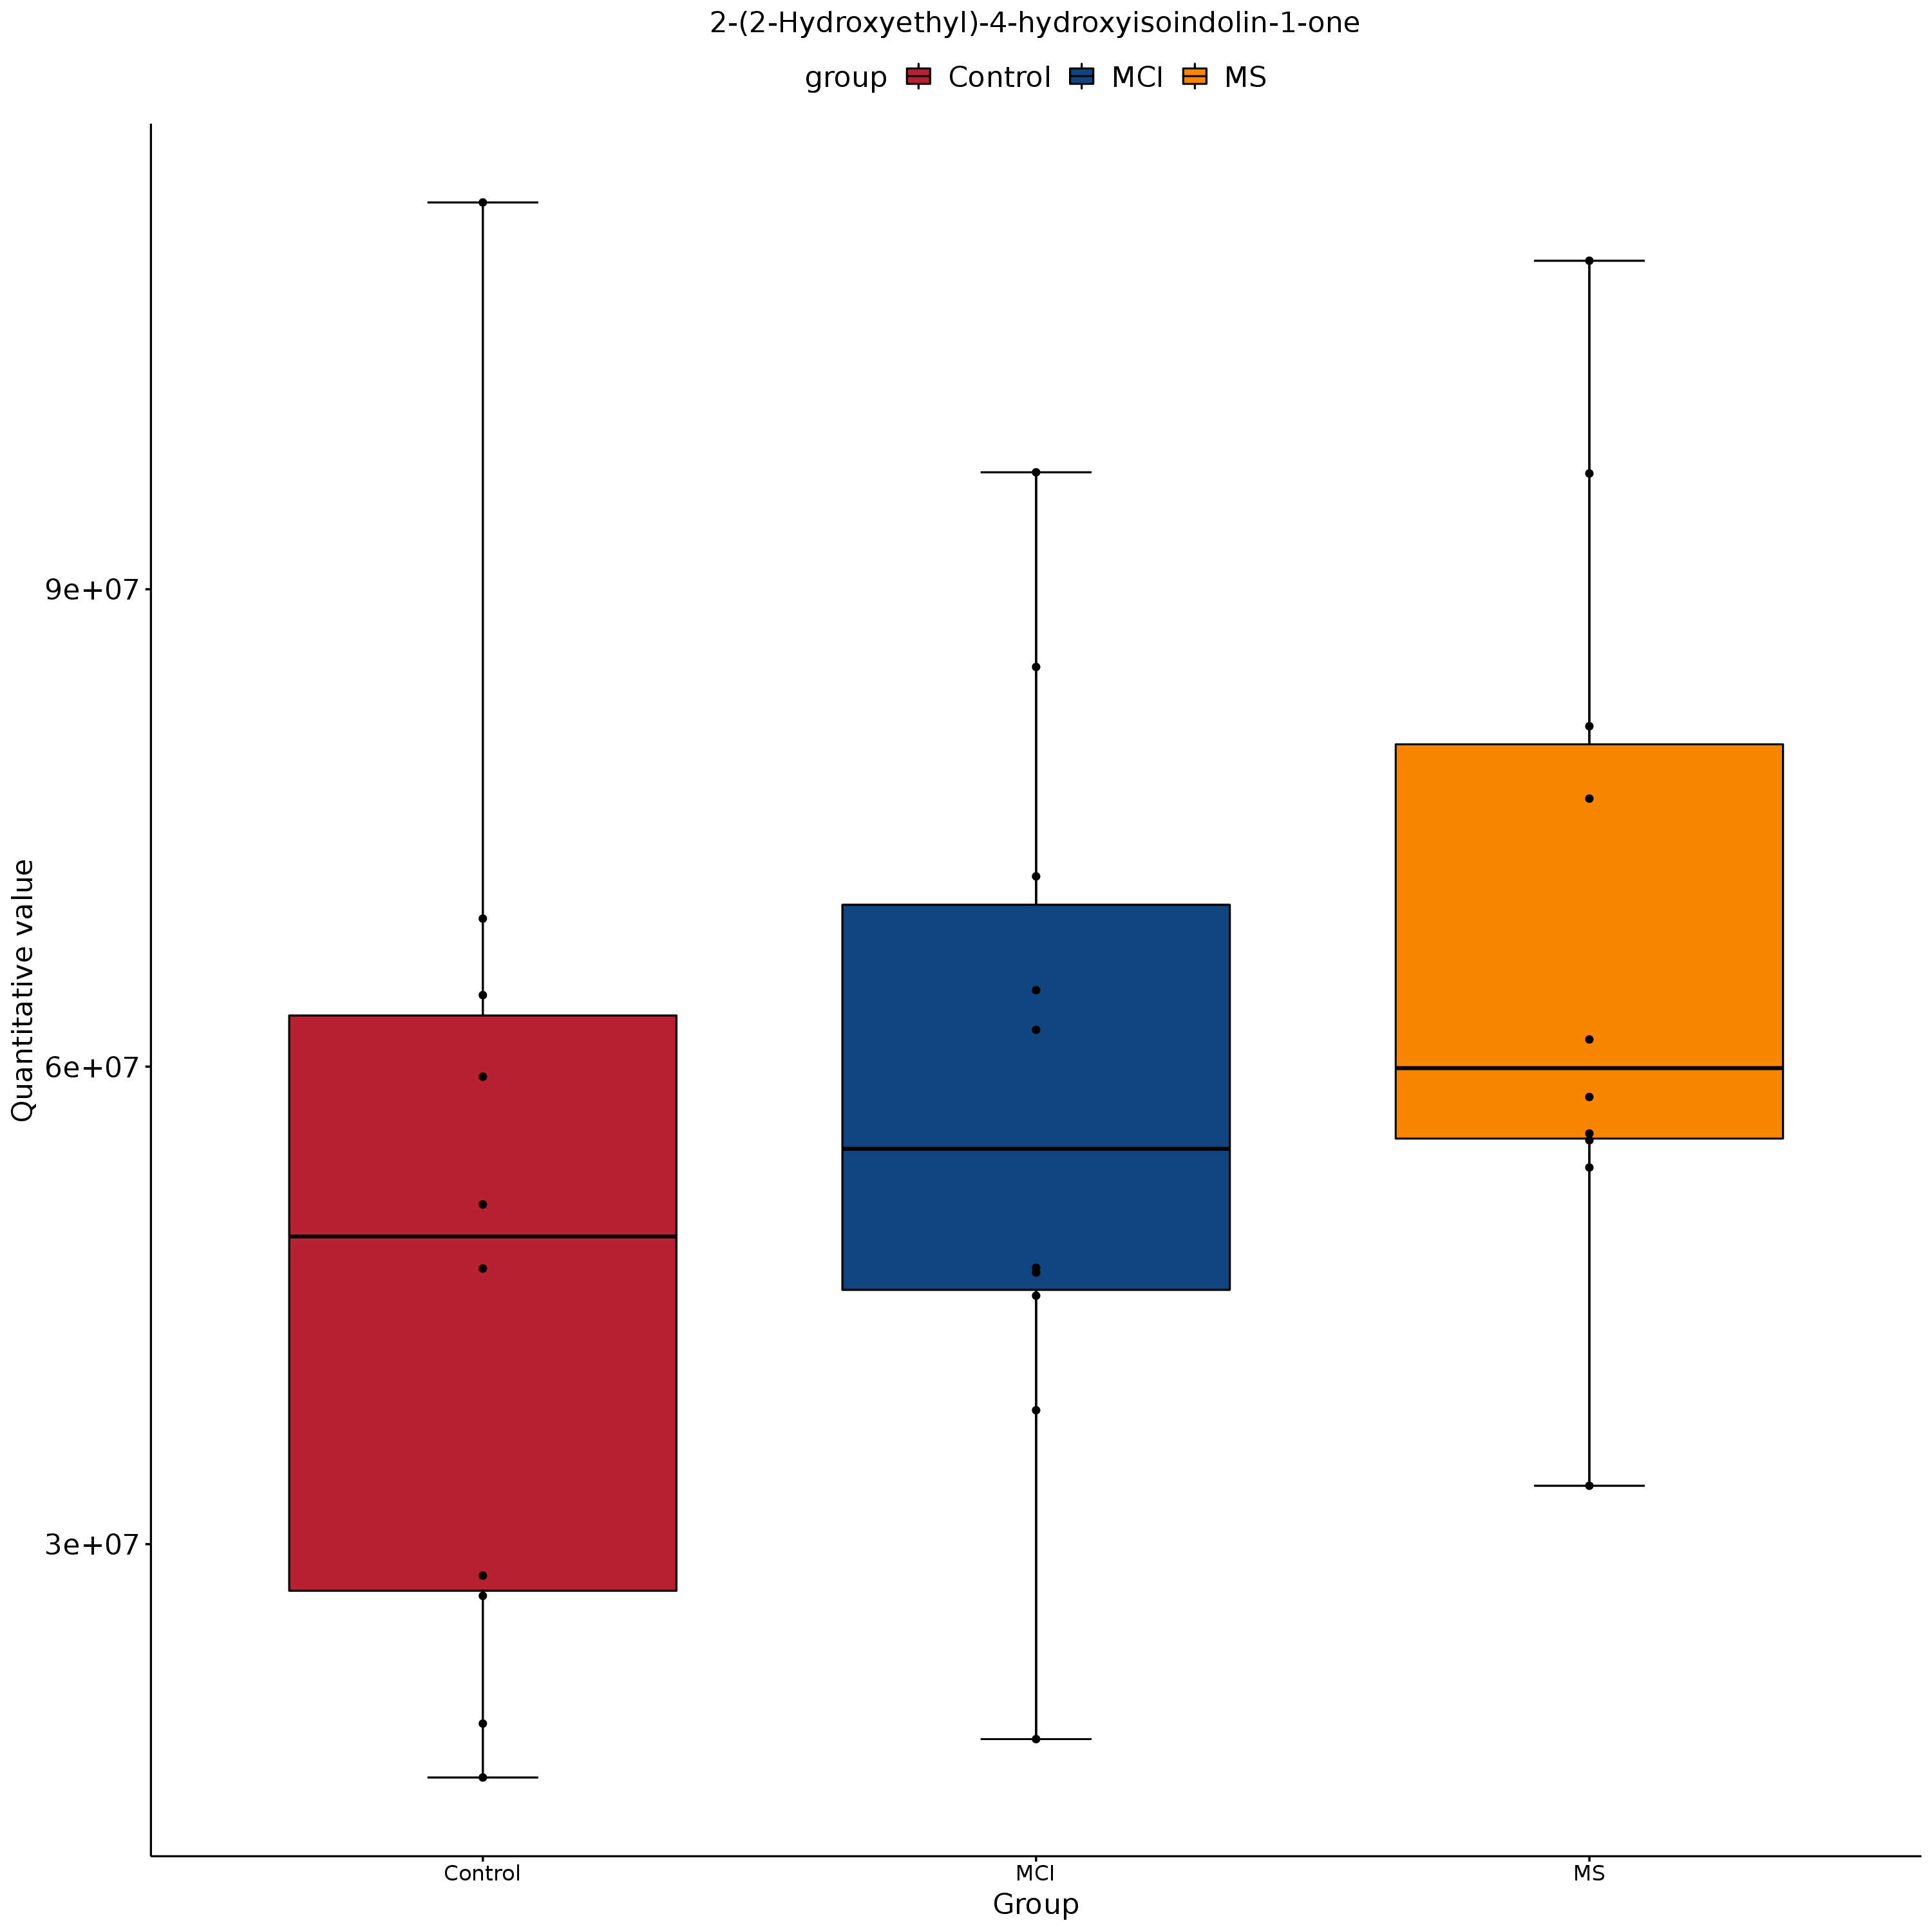 2-(2-Hydroxyethyl)-4-hydroxyisoindolin-1-one
group Control MCI MS
Quantitative value
9e+07
6e+07
3e+07
Control MCI MS
Group